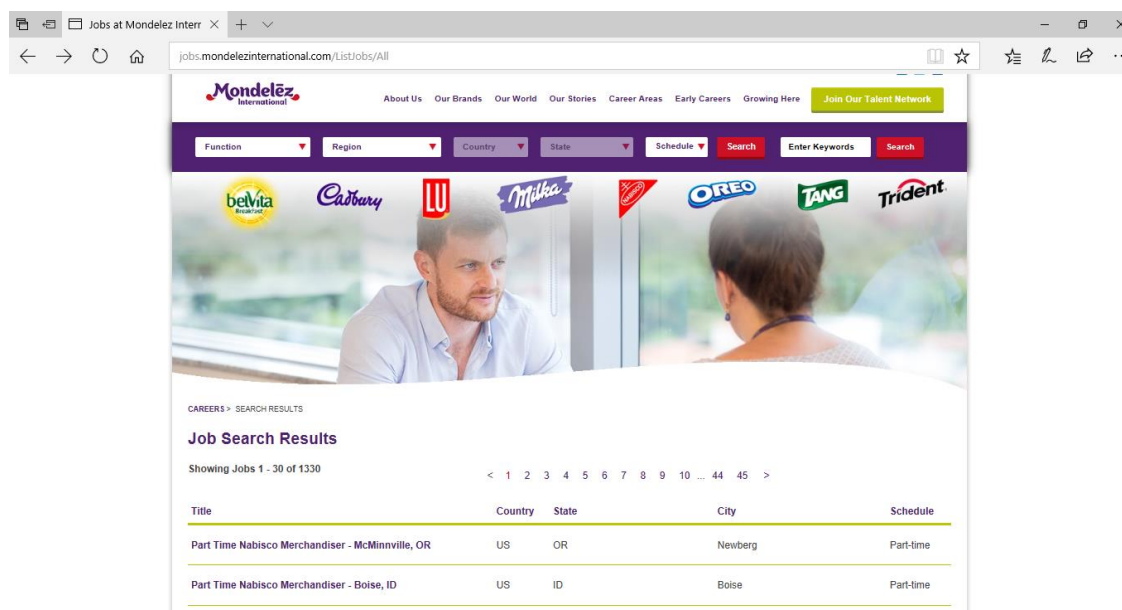 Jobs at Mondelez Interr
jobs.mondelezinternational.com/ListJobs/All
Mondelēz
International
About Us Our Brands Our World Our Stories Career Areas Early Careers Growing Here Join Our Talent Network
Function Region Country State Schedule Search Enter Keywords Search
belVita Cadbury LU Milka NABISCO OREO TANG Trident
Breakfast
CAREERS > SEARCH RESULTS
Job Search Results
Showing Jobs 1 - 30 of 1330
< 1 2 3 4 5 6 7 8 9 10 ... 44 45 >
Title Country State City Schedule
Part Time Nabisco Merchandiser - McMinnville, OR US OR Newberg Part-time
Part Time Nabisco Merchandiser - Boise, ID US ID Boise Part-time